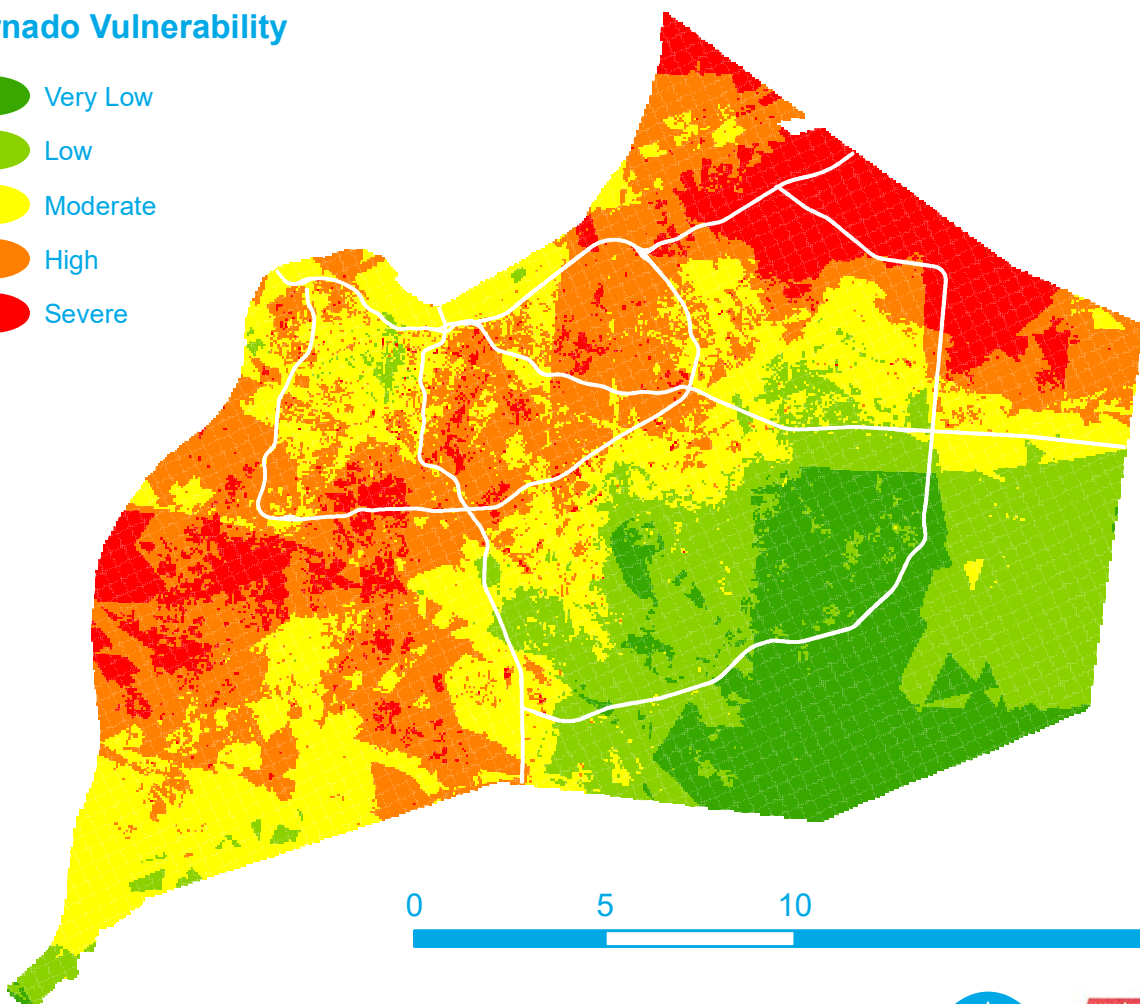 rnado Vulnerability
Very Low
Low
Moderate
High
Severe
0 5 10